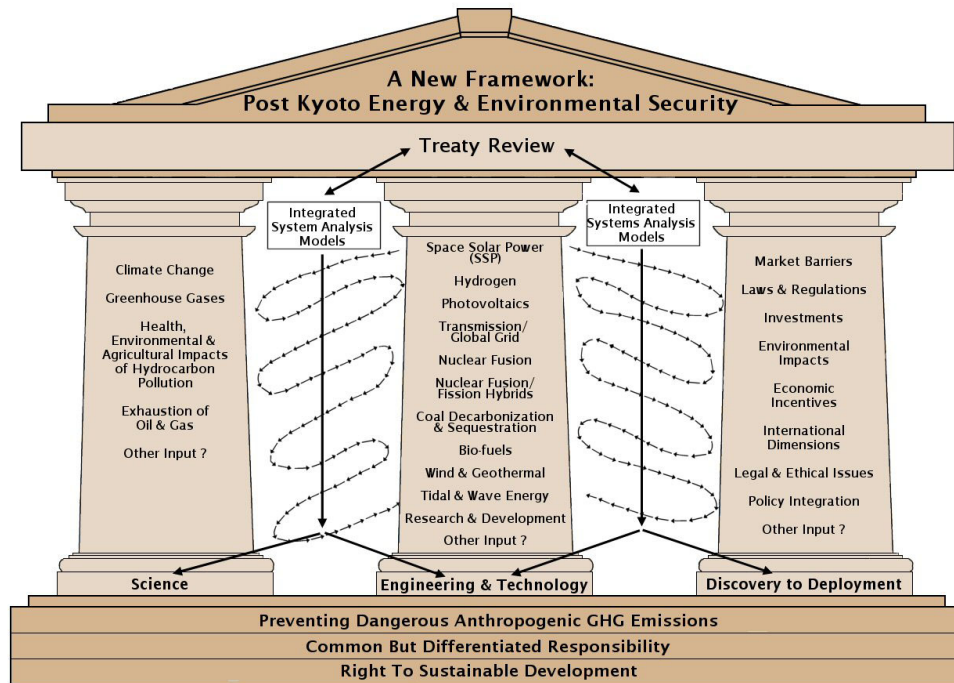 A New Framework:
Post Kyoto Energy & Environmental Security
Treaty Review
Integrated
System Analysis
Models
Integrated
Systems Analysis
Models
Climate Change
Greenhouse Gases
Health,
Environmental &
Agricultural Impacts
of Hydrocarbon
Pollution
Exhaustion of
Oil & Gas
Other Input ?
Space Solar Power
(SSP)
Hydrogen
Photovoltaics
Transmission/
Global Grid
Nuclear Fusion
Nuclear Fusion/
Fission Hybrids
Coal Decarbonization
& Sequestration
Bio-fuels
Wind & Geothermal
Tidal & Wave Energy
Research & Development
Other Input ?
Market Barriers
Laws & Regulations
Investments
Environmental
Impacts
Economic
Incentives
International
Dimensions
Legal & Ethical Issues
Policy Integration
Other Input ?
Science
Engineering & Technology
Discovery to Deployment
Preventing Dangerous Anthropogenic GHG Emissions
Common But Differentiated Responsibility
Right To Sustainable Development